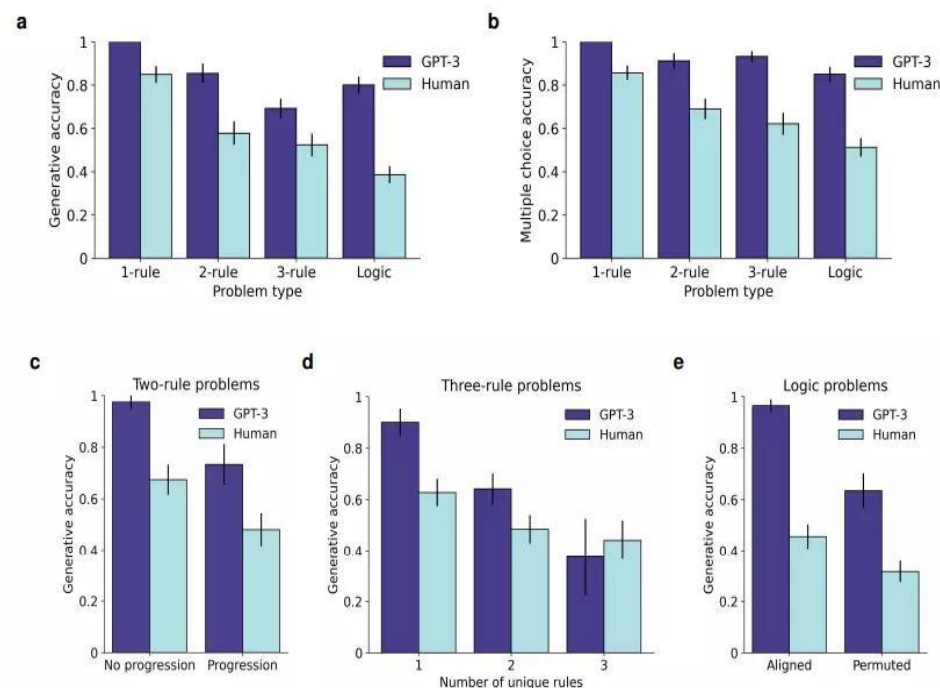 a
Generative accuracy
1
0.8
0.6
0.4
0.2
0
GPT-3
Human
1-rule 2-rule 3-rule Logic
Problem type
b
Multiple choice accuracy
1
0.8
0.6
0.4
0.2
0
GPT-3
Human
1-rule 2-rule 3-rule Logic
Problem type
c
Two-rule problems
Generative accuracy
1
0.8
0.6
0.4
0.2
0
GPT-3
Human
No progression Progression
d
Three-rule problems
Generative accuracy
1
0.8
0.6
0.4
0.2
0
GPT-3
Human
1 2 3
Number of unique rules
e
Logic problems
Generative accuracy
1
0.8
0.6
0.4
0.2
0
GPT-3
Human
Aligned Permuted